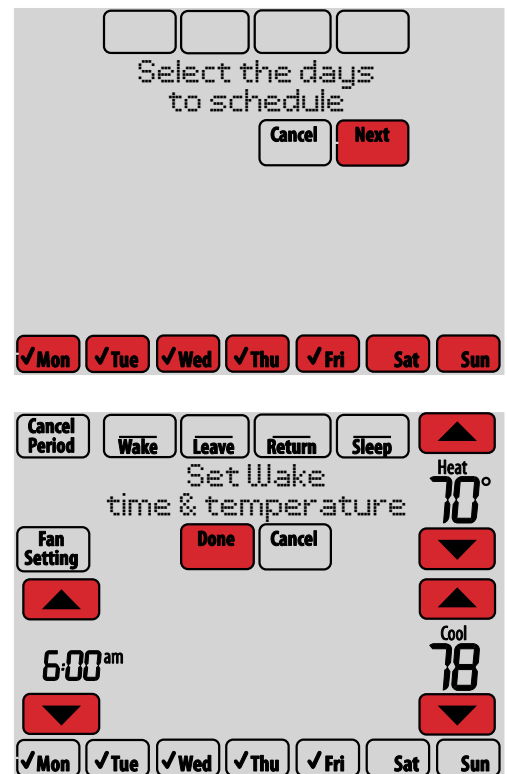 Select the days
to schedule
Cancel Next
✓Mon ✓Tue ✓Wed ✓Thu ✓Fri Sat Sun
Cancel Period Wake Leave Return Sleep
Set Wake
time & temperature
Heat
70°
Fan Setting Done Cancel
6:00 am
Cool
78
✓Mon ✓Tue ✓Wed ✓Thu ✓Fri Sat Sun